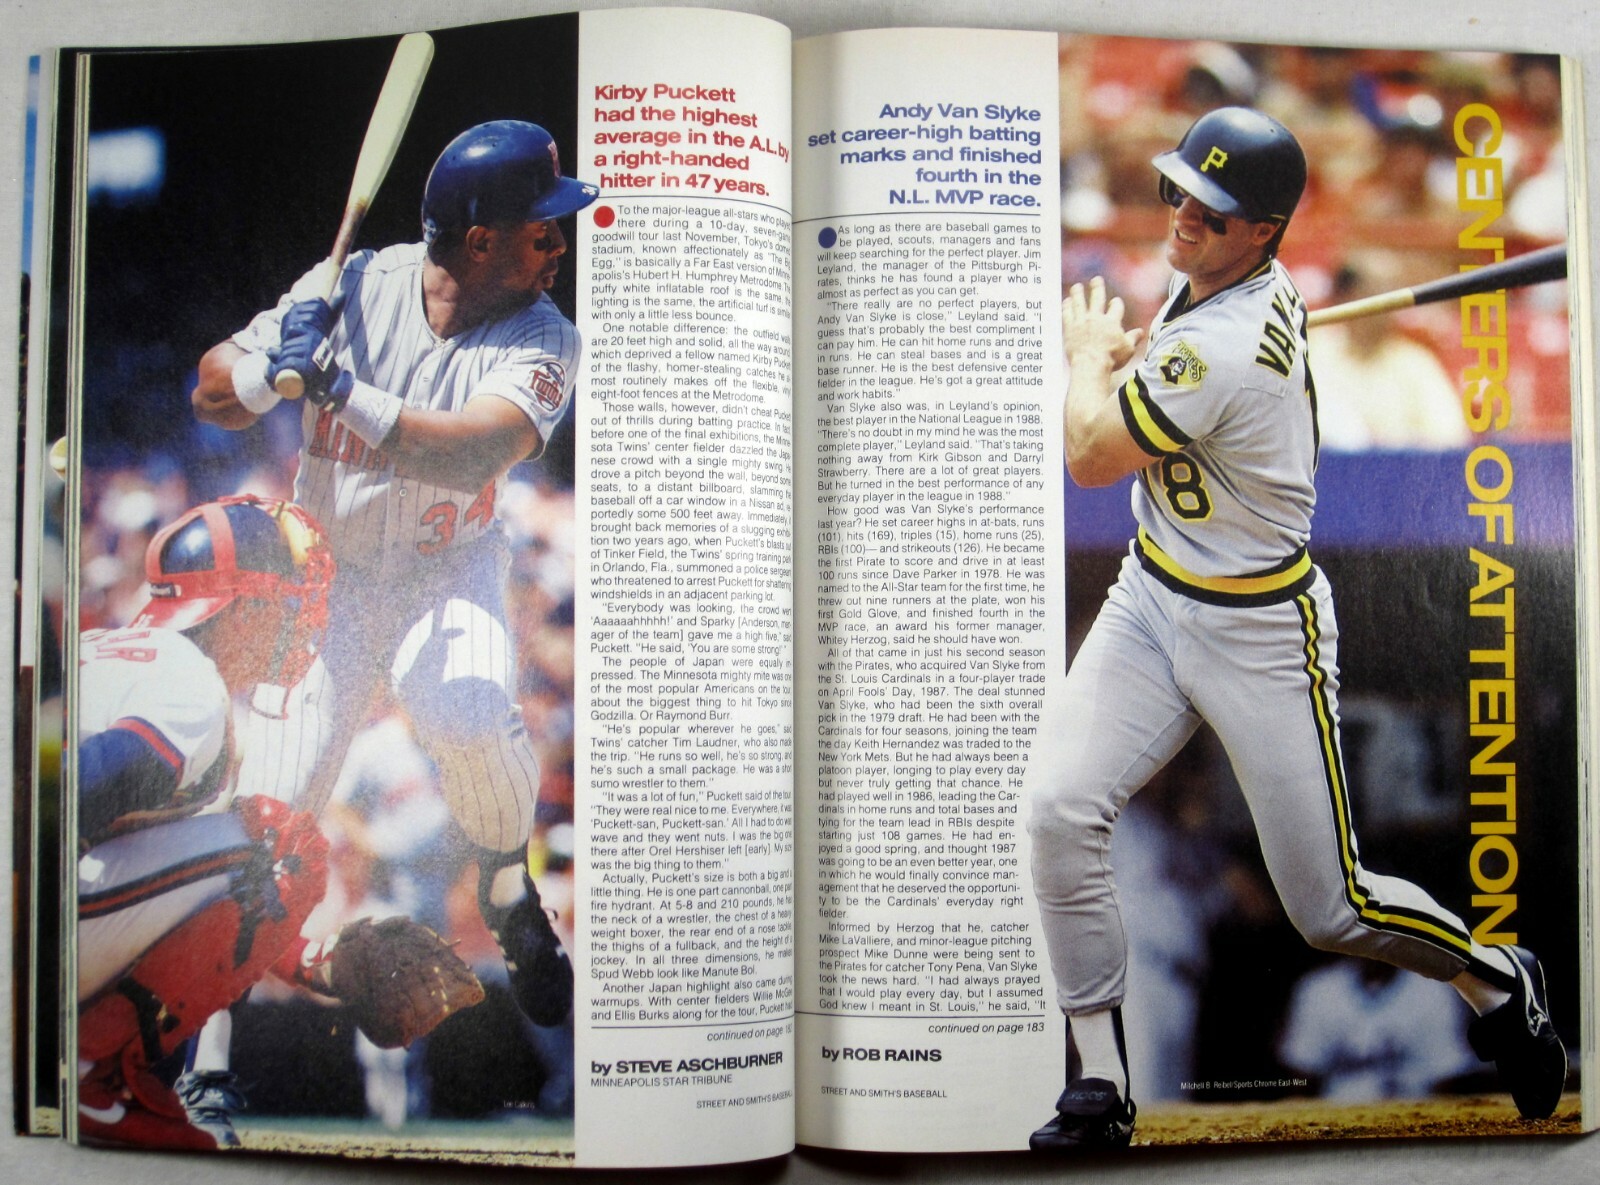 Kirby Puckett
had the highest
average in the A.L. by
a right-handed
hitter in 47 years.
To the major-league all-stars who played
there during a 10-day, seven-game
goodwill tour last November, Tokyo's domed
stadium, known affectionately as "The Big
Egg," is basically a Far East version of Minne-
apolis's Hubert H. Humphrey Metrodome. The
puffy white inflatable roof is the same, the
lighting is the same, the artificial turf is similar
with only a little less bounce.
One notable difference: the outfield walls
are 20 feet high and solid, all the way around,
which deprived a fellow named Kirby Puckett
of the flashy, homer-stealing catches he
most routinely makes off the flexible, vinyl
eight-foot fences at the Metrodome.
Those walls, however, didn't cheat Puckett
out of thrills during batting practice. In fact,
before one of the final exhibitions, the Minne-
sota Twins' center fielder dazzled the Japa-
nese crowd with a single mighty swing. He
drove a pitch beyond the wall, beyond some
seats, to a distant billboard, slamming the
baseball off a car window in a Nissan ad, re-
portedly some 500 feet away. Immediately, it
brought back memories of a slugging exhibi-
tion two years ago, when Puckett's blasts out
of Tinker Field, the Twins' spring training park
in Orlando, Fla., summoned a police sergeant
who threatened to arrest Puckett for shattering
windshields in an adjacent parking lot.
"Everybody was looking, the crowd went
'Aaaaaahhhhh!' and Sparky [Anderson, man-
ager of the team] gave me a high five," said
Puckett. "He said, 'You are some strong!' "
The people of Japan were equally im-
pressed. The Minnesota mighty mite was one
of the most popular Americans on the tour,
about the biggest thing to hit Tokyo since
Godzilla. Or Raymond Burr.
"He's popular wherever he goes," said
Twins' catcher Tim Laudner, who also made
the trip. "He runs so well, he's so strong, and
he's such a small package. He was a short
sumo wrestler to them."
"It was a lot of fun," Puckett said of the tour.
"They were real nice to me. Everywhere, it was
'Puckett-san, Puckett-san.' All I had to do was
wave and they went nuts. I was the big one
there after Orel Hershiser left [early]. My size
was the big thing to them."
Actually, Puckett's size is both a big and a
little thing. He is one part cannonball, one part
fire hydrant. At 5-8 and 210 pounds, he has
the neck of a wrestler, the chest of a heavy-
weight boxer, the rear end of a nose tackle,
the thighs of a fullback, and the height of a
jockey. In all three dimensions, he makes
Spud Webb look like Manute Bol.
Another Japan highlight also came during
warmups. With center fielders Willie McGee
and Ellis Burks along for the tour, Puckett had
continued on page
by STEVE ASCHBURNER
MINNEAPOLIS STAR TRIBUNE
STREET AND SMITH'S BASEBALL
MINNE
34
Twins
Andy Van Slyke
set career-high batting
marks and finished
fourth in the
N.L. MVP race.
As long as there are baseball games to
be played, scouts, managers and fans
will keep searching for the perfect player. Jim
Leyland, the manager of the Pittsburgh Pi-
rates, thinks he has found a player who is
almost as perfect as you can get.
"There really are no perfect players, but
Andy Van Slyke is close," Leyland said. "I
guess that's probably the best compliment I
can pay him. He can hit home runs and drive
in runs. He can steal bases and is a great
base runner. He is the best defensive center
fielder in the league. He's got a great attitude
and work habits."
Van Slyke also was, in Leyland's opinion,
the best player in the National League in 1988.
"There's no doubt in my mind he was the most
complete player," Leyland said. "That's taking
nothing away from Kirk Gibson and Darryl
Strawberry. There are a lot of great players.
But he turned in the best performance of any
everyday player in the league in 1988."
How good was Van Slyke's performance
last year? He set career highs in at-bats, runs
(101), hits (169), triples (15), home runs (25),
RBIs (100)— and strikeouts (126). He became
the first Pirate to score and drive in at least
100 runs since Dave Parker in 1978. He was
named to the All-Star team for the first time, he
threw out nine runners at the plate, won his
first Gold Glove, and finished fourth in the
MVP race, an award his former manager,
Whitey Herzog, said he should have won.
All of that came in just his second season
with the Pirates, who acquired Van Slyke from
the St. Louis Cardinals in a four-player trade
on April Fools' Day, 1987. The deal stunned
Van Slyke, who had been the sixth overall
pick in the 1979 draft. He had been with the
Cardinals for four seasons, joining the team
the day Keith Hernandez was traded to the
New York Mets. But he had always been a
platoon player, longing to play every day
but never truly getting that chance. He
had played well in 1986, leading the Car-
dinals in home runs and total bases and
tying for the team lead in RBIs despite
starting just 108 games. He had en-
joyed a good spring, and thought 1987
was going to be an even better year, one
in which he would finally convince man-
agement that he deserved the opportuni-
ty to be the Cardinals' everyday right
fielder.
Informed by Herzog that he, catcher
Mike LaValliere, and minor-league pitching
prospect Mike Dunne were being sent to
the Pirates for catcher Tony Pena, Van Slyke
took the news hard. "I had always prayed
that I would play every day, but I assumed
God knew I meant in St. Louis," he said, "It
continued on page 183
by ROB RAINS
STREET AND SMITH'S BASEBALL
CENTERS OF ATTENTION
P
VAN
18
Mitchell B. Reibel/Sports Chrome East-West